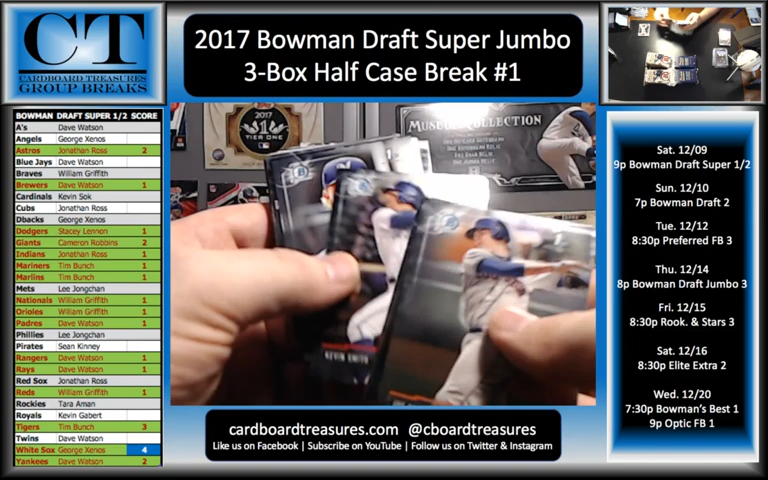 CT
CARDBOARD TREASURES
GROUP BREAKS
2017 Bowman Draft Super Jumbo
3-Box Half Case Break #1
BOWMAN DRAFT SUPER 1/2 SCORE
A's Dave Watson
Angels George Xenos
Astros Jonathan Ross 2
Blue Jays Dave Watson
Braves William Griffith
Brewers Dave Watson 1
Cardinals Kevin Sok
Cubs Jonathan Ross
Dbacks George Xenos
Dodgers Stacey Lennon 1
Giants Cameron Robbins 2
Indians Jonathan Ross 1
Mariners Tim Bunch 1
Marlins Tim Bunch 1
Mets Lee Jongchan
Nationals William Griffith 1
Orioles William Griffith 1
Padres Dave Watson 1
Phillies Lee Jongchan
Pirates Sean Kinney
Rangers Dave Watson 1
Rays Dave Watson 1
Red Sox Jonathan Ross
Reds William Griffith 1
Rockies Tara Aman
Royals Kevin Gabert
Tigers Tim Bunch 3
Twins Dave Watson
White Sox George Xenos 4
Yankees Dave Watson 2
2017
TIER ONE
MUSEUM COLLECTION
KEVIN SMITH
Sat. 12/09
9p Bowman Draft Super 1/2
Sun. 12/10
7p Bowman Draft 2
Tue. 12/12
8:30p Preferred FB 3
Thu. 12/14
8p Bowman Draft Jumbo 3
Fri. 12/15
8:30p Rook. & Stars 3
Sat. 12/16
8:30p Elite Extra 2
Wed. 12/20
7:30p Bowman's Best 1
9p Optic FB 1
cardboardtreasures.com @cboardtreasures
Like us on Facebook | Subscribe on YouTube | Follow us on Twitter & Instagram